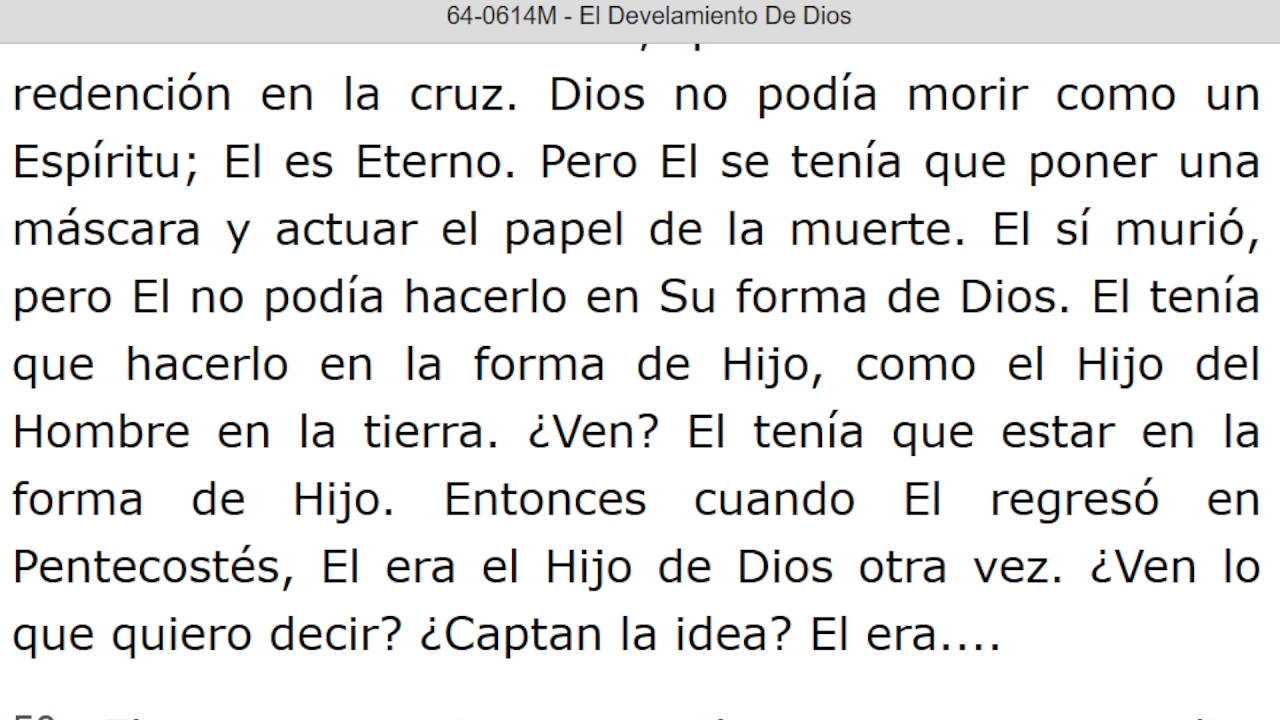 64-0614M - El Develamiento De Dios
redención en la cruz. Dios no podía morir como un
Espíritu; El es Eterno. Pero El se tenía que poner una
máscara y actuar el papel de la muerte. El sí murió,
pero El no podía hacerlo en Su forma de Dios. El tenía
que hacerlo en la forma de Hijo, como el Hijo del
Hombre en la tierra. ¿Ven? El tenía que estar en la
forma de Hijo. Entonces cuando El regresó en
Pentecostés, El era el Hijo de Dios otra vez. ¿Ven lo
que quiero decir? ¿Captan la idea? El era....